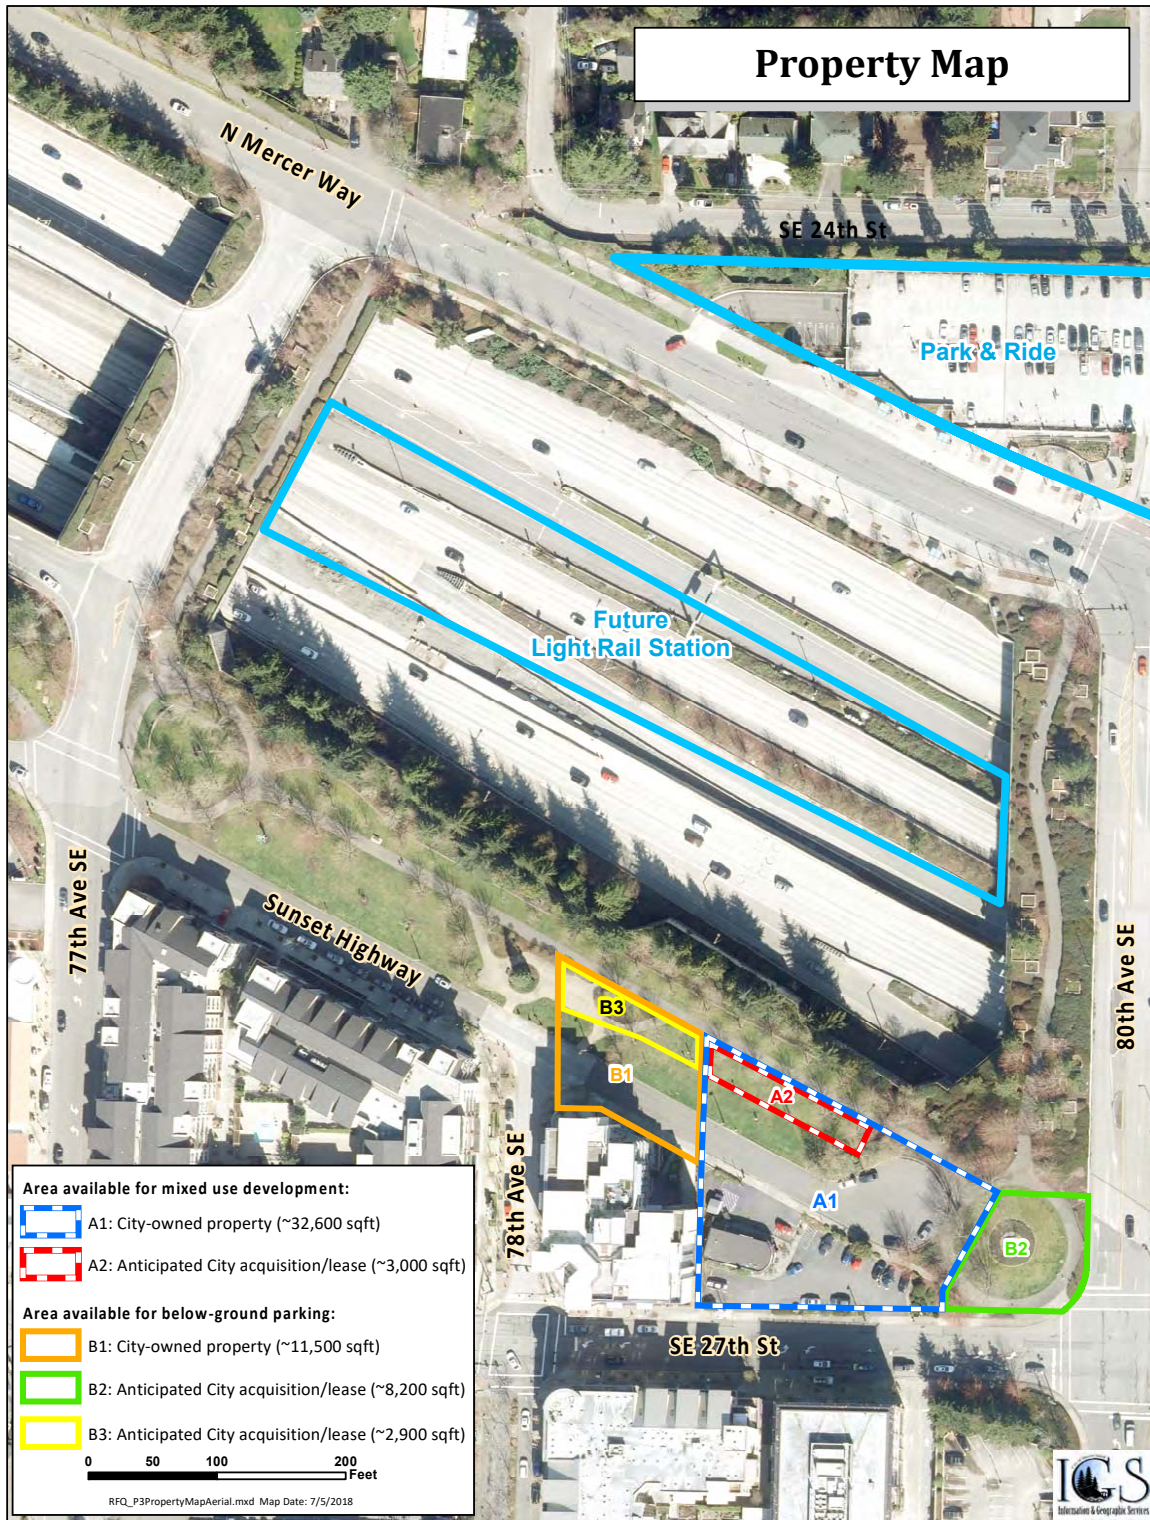 Property Map
N Mercer Way
SE 24th St
Park & Ride
Future
Light Rail Station
77th Ave SE
Sunset Highway
80th Ave SE
B3
B1
A2
78th Ave SE
A1
B2
SE 27th St
Area available for mixed use development:
A1: City-owned property (~32,600 sqft)
A2: Anticipated City acquisition/lease (~3,000 sqft)
Area available for below-ground parking:
B1: City-owned property (~11,500 sqft)
B2: Anticipated City acquisition/lease (~8,200 sqft)
B3: Anticipated City acquisition/lease (~2,900 sqft)
0 50 100 200
Feet
RFQ_P3PropertyMapAerial.mxd Map Date: 7/5/2018
IGS
Information & Geographic Services